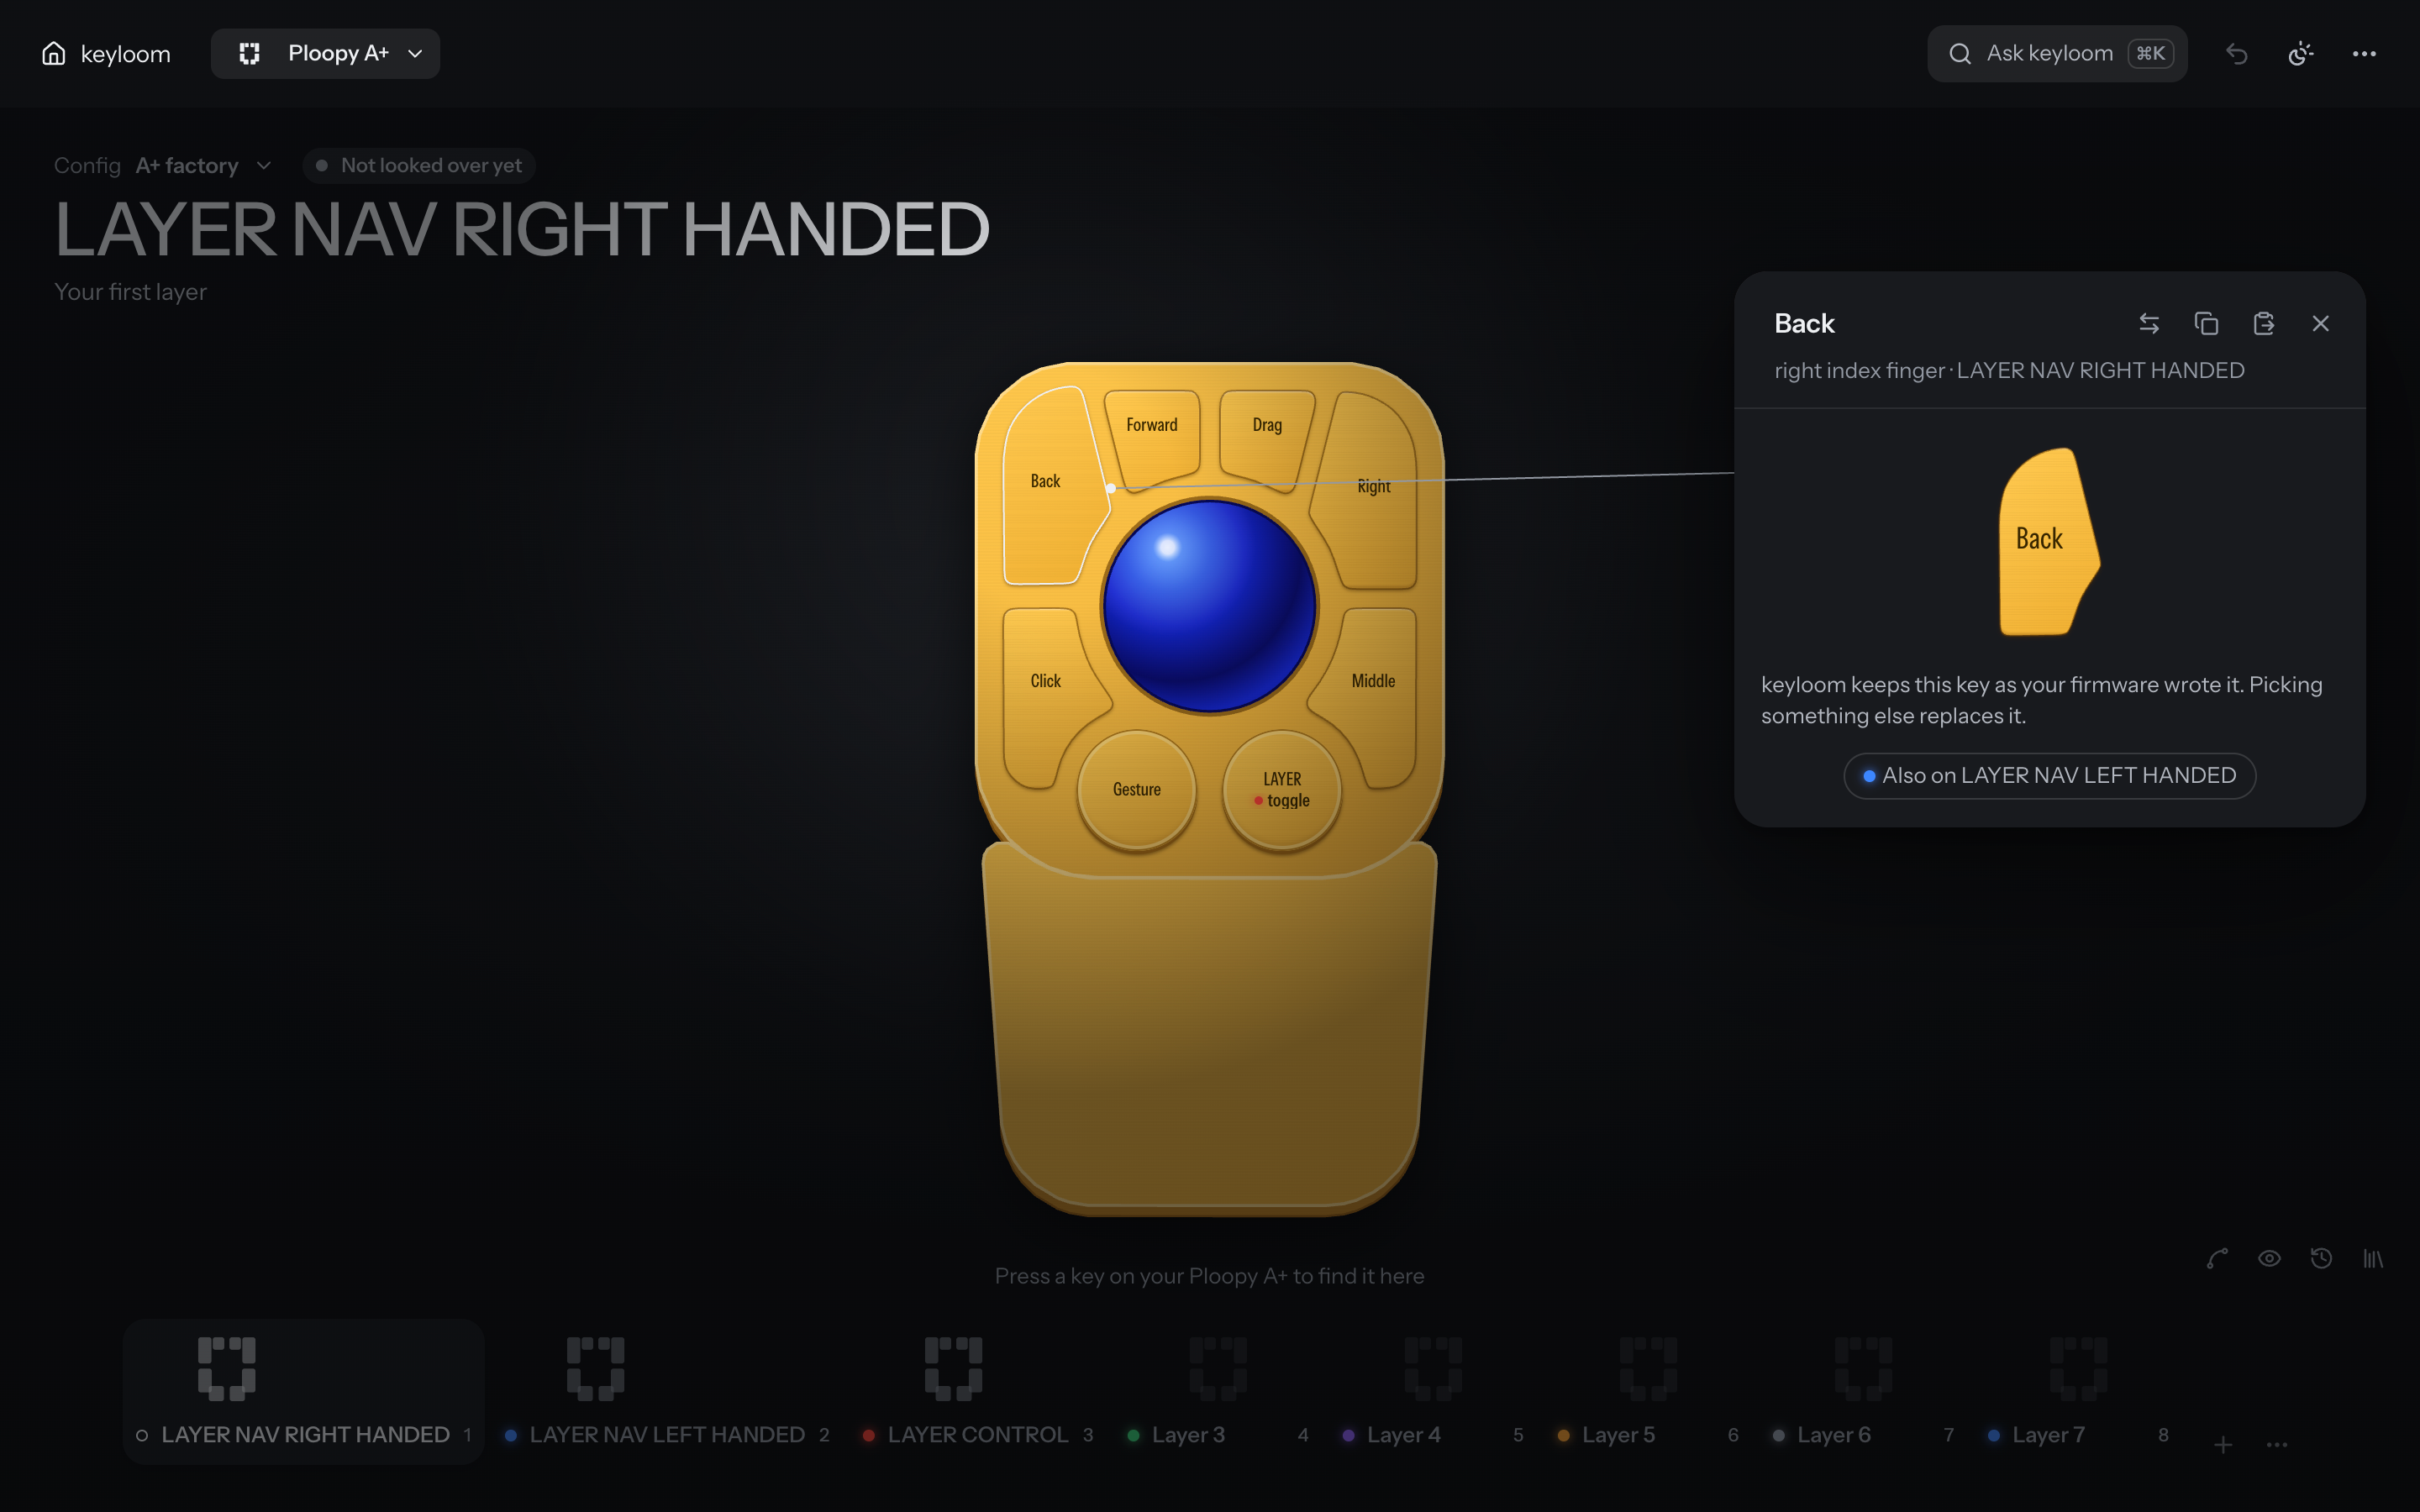 keyloom
Ploopy A+
Ask keyloom ⌘K
Config A+ factory
Not looked over yet
LAYER NAV RIGHT HANDED
Your first layer
Back
right index finger · LAYER NAV RIGHT HANDED
Back
keyloom keeps this key as your firmware wrote it. Picking
something else replaces it.
Also on LAYER NAV LEFT HANDED
Forward
Drag
Back
Right
Click
Middle
Gesture
LAYER
toggle
Press a key on your Ploopy A+ to find it here
LAYER NAV RIGHT HANDED 1
LAYER NAV LEFT HANDED 2
LAYER CONTROL 3
Layer 3 4
Layer 4 5
Layer 5 6
Layer 6 7
Layer 7 8